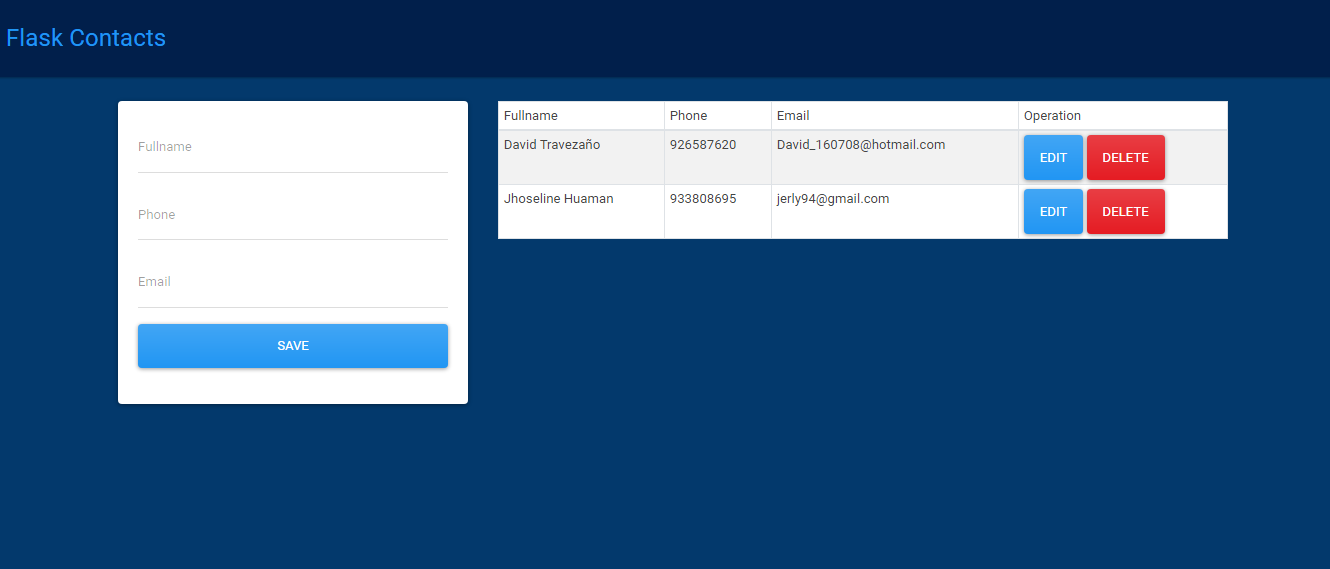 Flask Contacts
Fullname
Phone
Email
SAVE
Fullname Phone Email Operation
David Travezaño 926587620 David_160708@hotmail.com EDIT DELETE
Jhoseline Huaman 933808695 jerly94@gmail.com EDIT DELETE